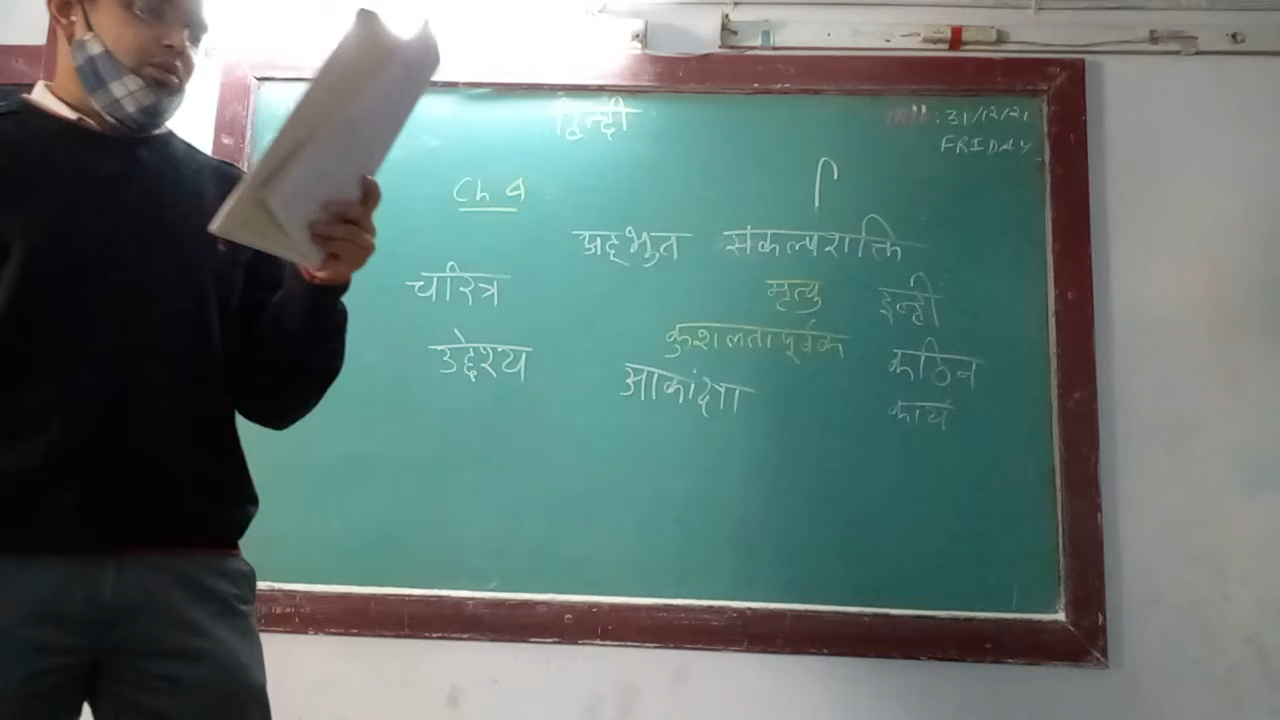 हिन्दी
: 31/12/21
FRIDAY
Ch 4
अद्भुत संकल्पशक्ति
चरित्र
मृत्यु
इन्ही
उद्देश्य
कुशलतापूर्वक
कठिन
आकांक्षा
कार्य